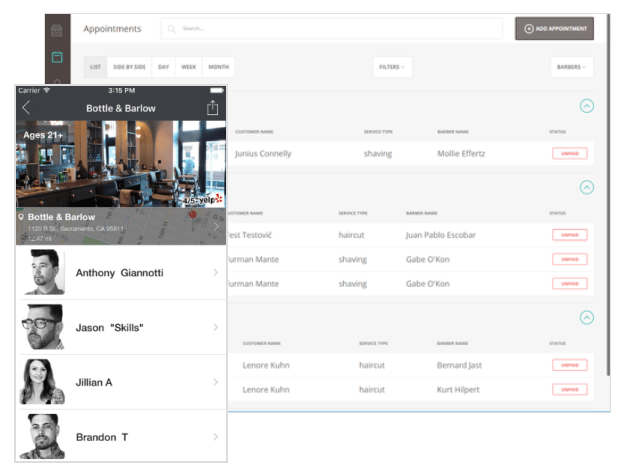 Appointments
Search...
ADD APPOINTMENT
LIST
SIDE BY SIDE
DAY
WEEK
MONTH
FILTERS
BARBERS
CUSTOMER NAME SERVICE TYPE BARBER NAME STATUS
Junius Connelly shaving Mollie Effertz UNPAID
CUSTOMER NAME SERVICE TYPE BARBER NAME STATUS
Test Testović haircut Juan Pablo Escobar UNPAID
Furman Mante shaving Gabe O'Kon UNPAID
Furman Mante shaving Gabe O'Kon UNPAID
CUSTOMER NAME SERVICE TYPE BARBER NAME STATUS
Lenore Kuhn haircut Bernard Jast UNPAID
Lenore Kuhn haircut Kurt Hilpert UNPAID
Carrier 3:15 PM
Bottle & Barlow
Ages 21+
4/5 yelp
Bottle & Barlow
1120 R St, Sacramento, CA 95811
12.47 mi
Anthony Giannotti
Jason "Skills"
Jillian A
Brandon T